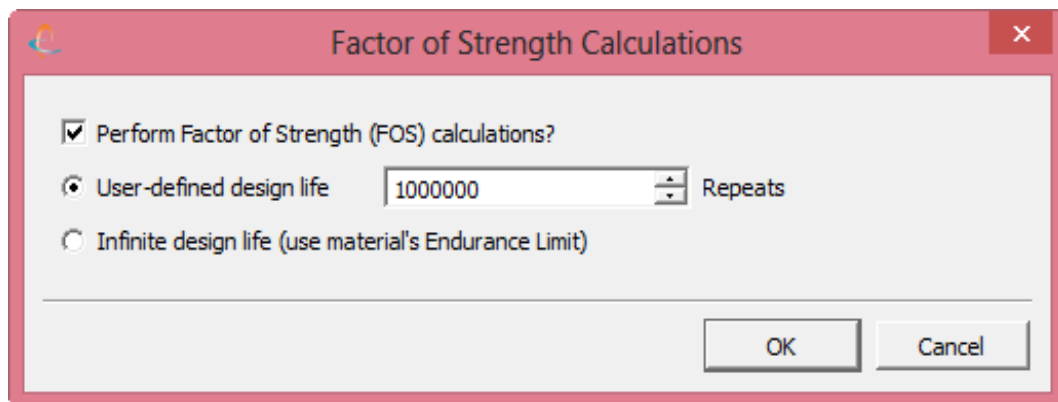 Factor of Strength Calculations
Perform Factor of Strength (FOS) calculations?
User-defined design life 1000000 Repeats
Infinite design life (use material's Endurance Limit)
OK Cancel